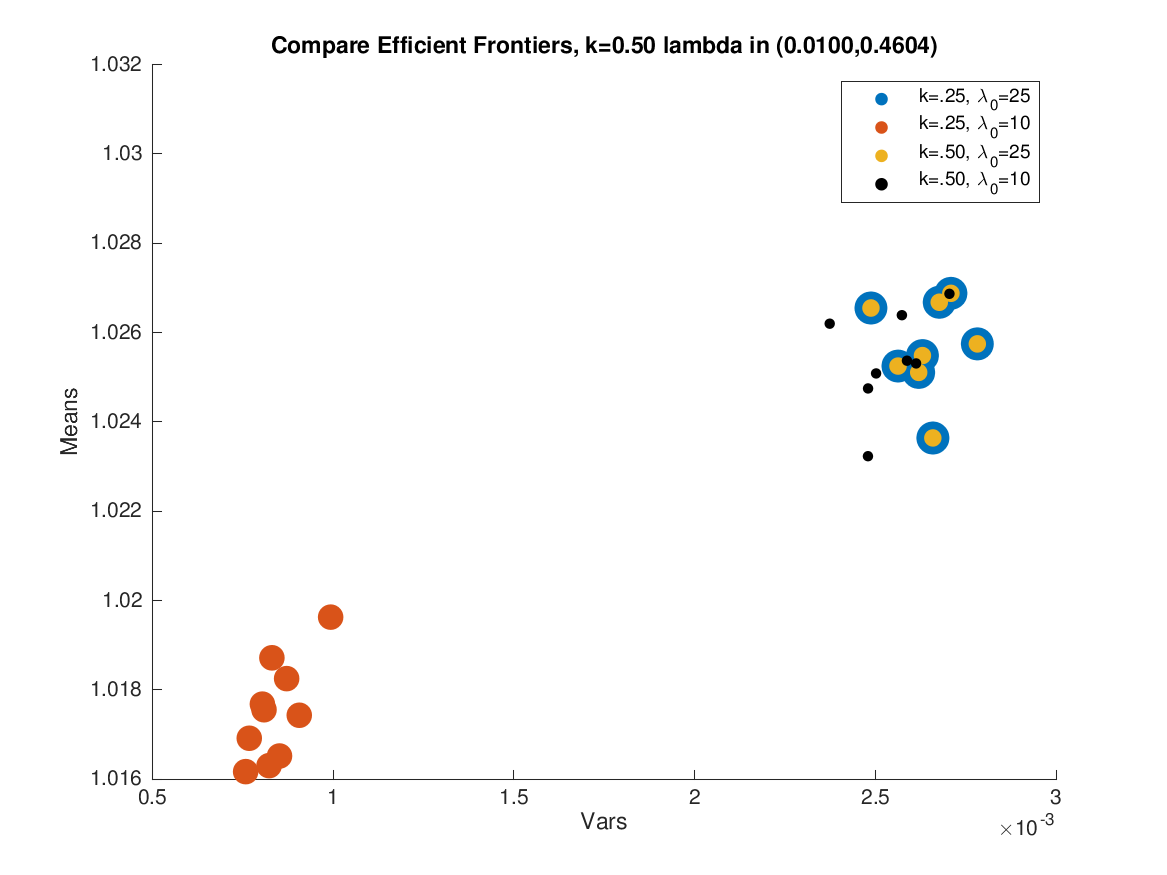 Compare Efficient Frontiers, k=0.50 lambda in (0.0100,0.4604)
1.032
1.03
1.028
1.026
1.024
1.022
1.02
1.018
1.016
Means
k=.25, λ0=25
k=.25, λ0=10
k=.50, λ0=25
k=.50, λ0=10
0.5
1
1.5
2
2.5
3
Vars
×10-3